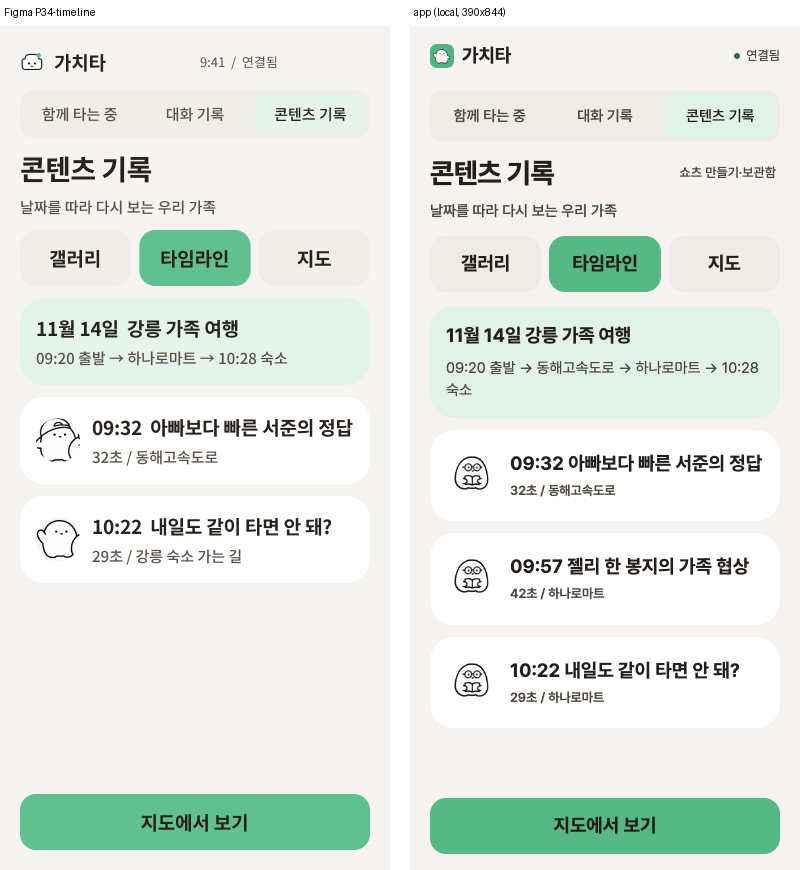 Figma P34-timeline
가치타
9:41 / 연결됨
함께 타는 중
대화 기록
콘텐츠 기록
콘텐츠 기록
날짜를 따라 다시 보는 우리 가족
갤러리
타임라인
지도
11월 14일 강릉 가족 여행
09:20 출발 → 하나로마트 → 10:28 숙소
09:32 아빠보다 빠른 서준의 정답
32초 / 동해고속도로
10:22 내일도 같이 타면 안 돼?
29초 / 강릉 숙소 가는 길
지도에서 보기
app (local, 390x844)
가치타
연결됨
함께 타는 중
대화 기록
콘텐츠 기록
콘텐츠 기록
쇼츠 만들기·보관함
날짜를 따라 다시 보는 우리 가족
갤러리
타임라인
지도
11월 14일 강릉 가족 여행
09:20 출발 → 동해고속도로 → 하나로마트 → 10:28
숙소
09:32 아빠보다 빠른 서준의 정답
32초 / 동해고속도로
09:57 젤리 한 봉지의 가족 협상
42초 / 하나로마트
10:22 내일도 같이 타면 안 돼?
29초 / 하나로마트
지도에서 보기